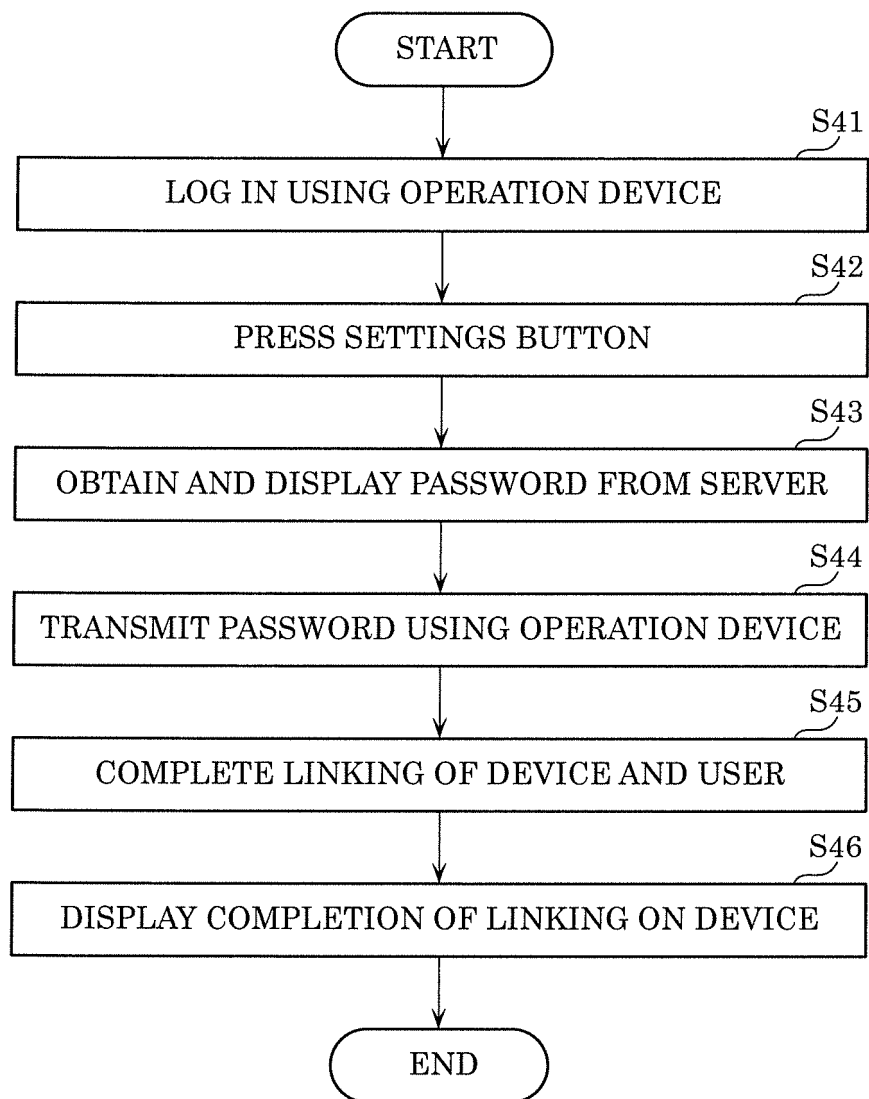 START
S41
LOG IN USING OPERATION DEVICE
S42
PRESS SETTINGS BUTTON
S43
OBTAIN AND DISPLAY PASSWORD FROM SERVER
S44
TRANSMIT PASSWORD USING OPERATION DEVICE
S45
COMPLETE LINKING OF DEVICE AND USER
S46
DISPLAY COMPLETION OF LINKING ON DEVICE
END